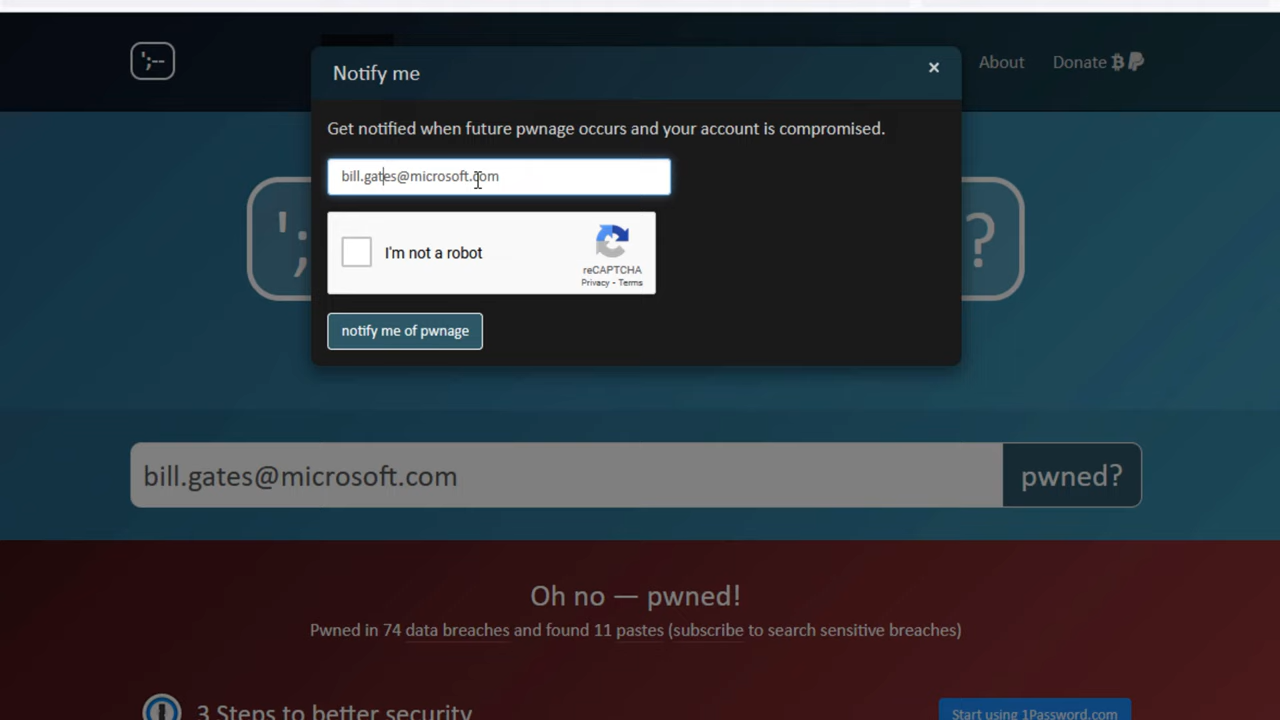 ';--
About
Donate
Notify me
×
Get notified when future pwnage occurs and your account is compromised.
bill.gates@microsoft.com
I'm not a robot
reCAPTCHA
Privacy - Terms
notify me of pwnage
';
?
bill.gates@microsoft.com
pwned?
Oh no — pwned!
Pwned in 74 data breaches and found 11 pastes (subscribe to search sensitive breaches)
3 Steps to better security
Start using 1Password.com